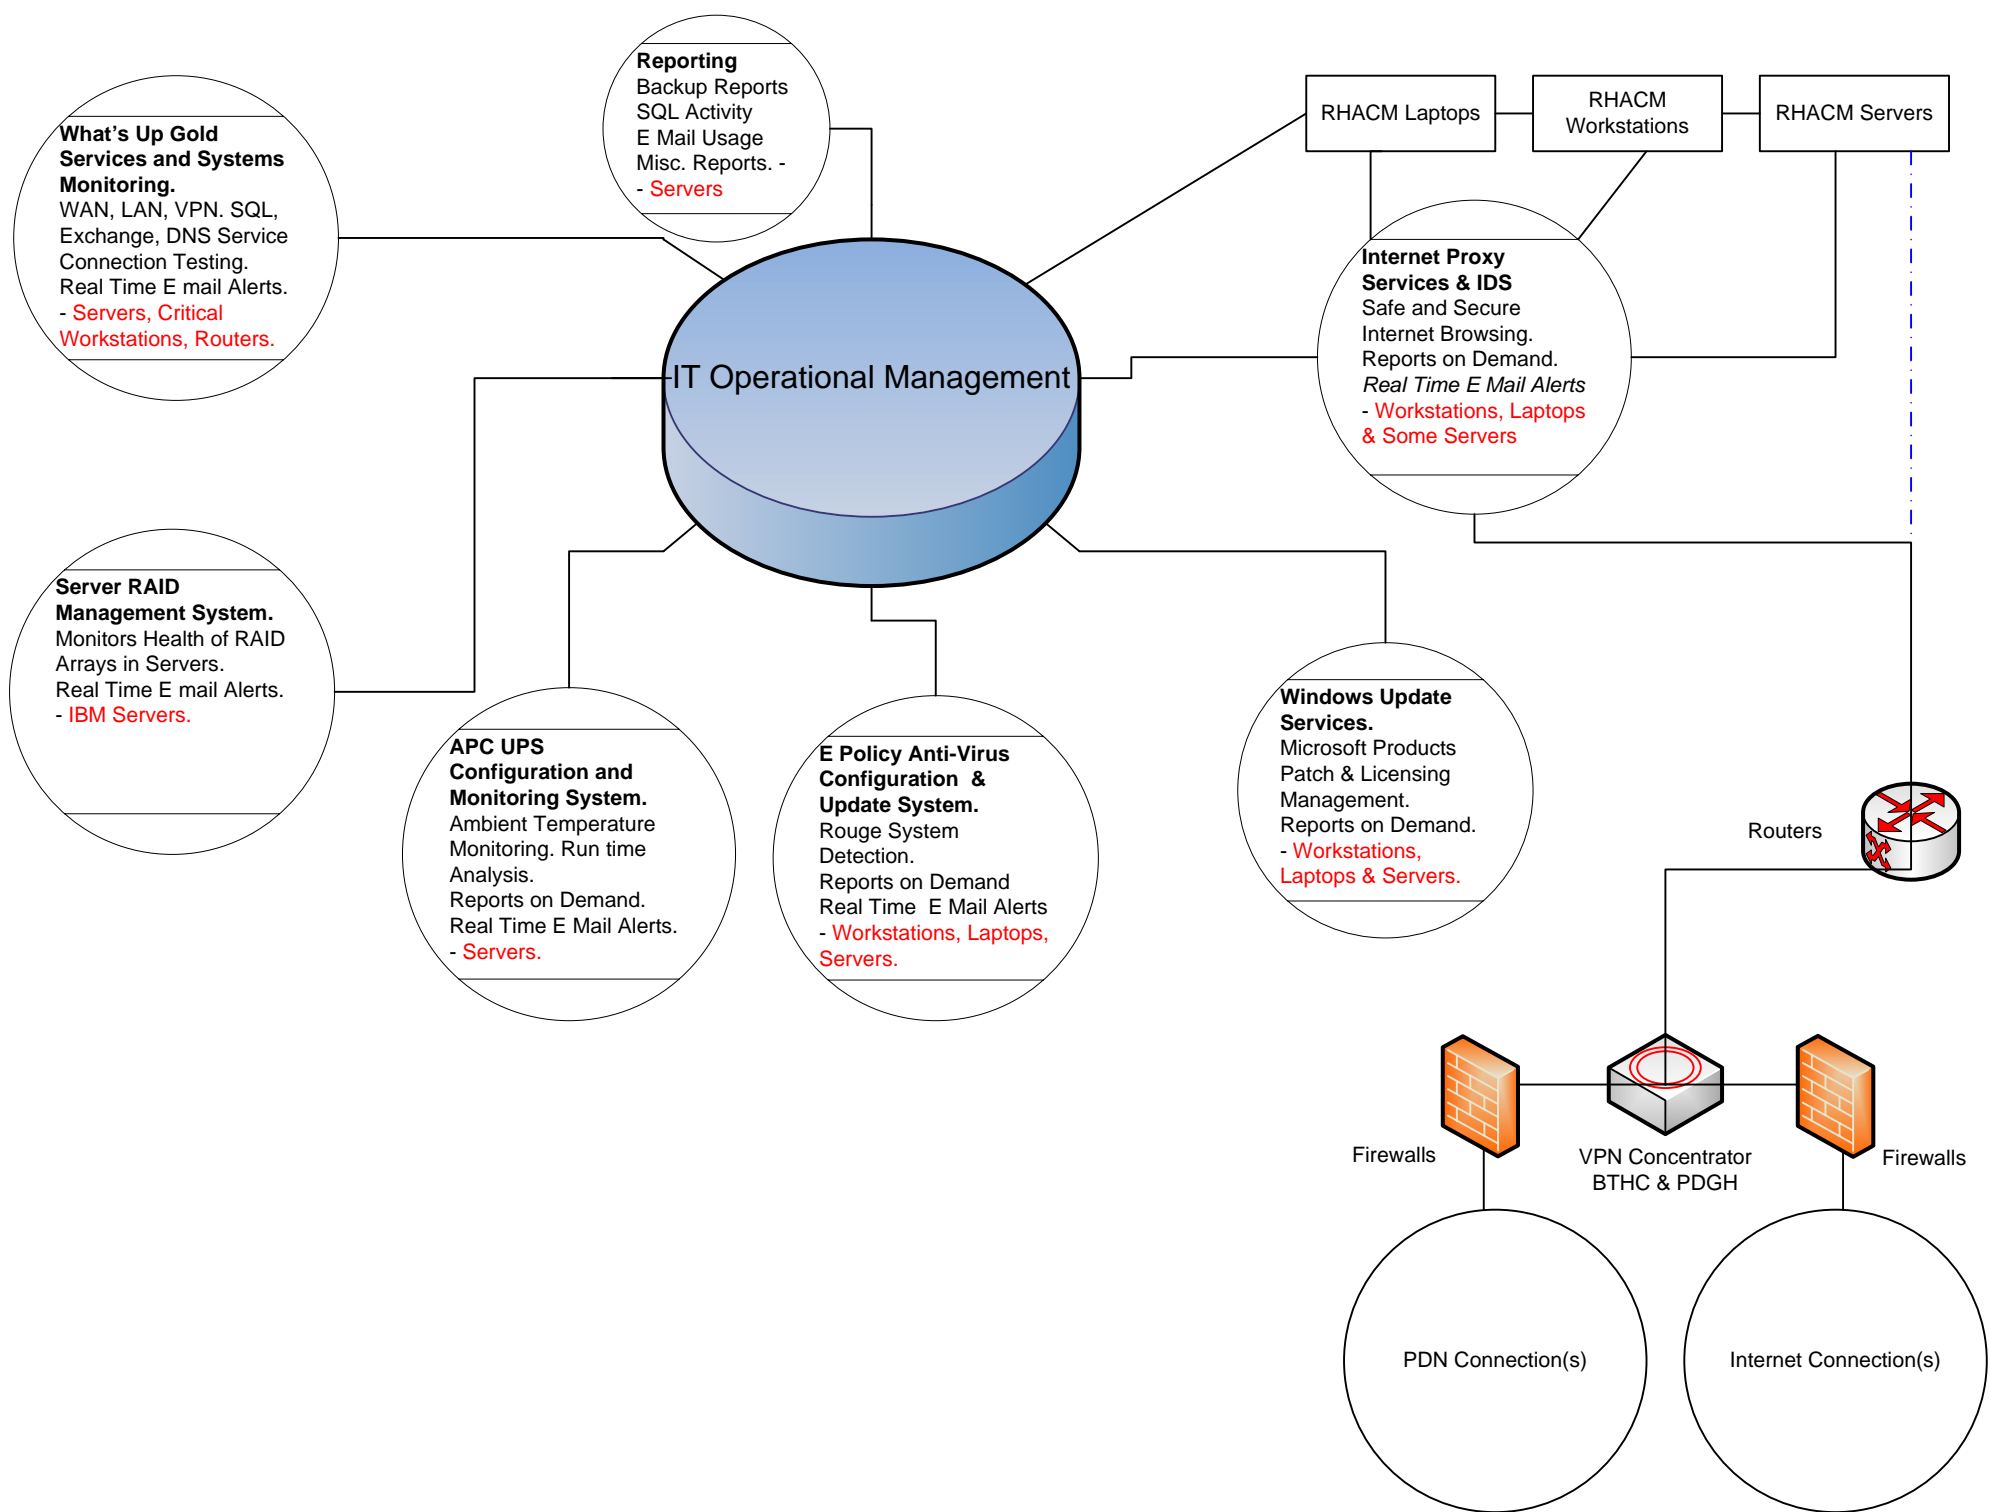 Reporting
Backup Reports
SQL Activity
E Mail Usage
Misc. Reports. -
- Servers
RHACM Laptops
RHACM
Workstations
RHACM Servers
What’s Up Gold
Services and Systems
Monitoring.
WAN, LAN, VPN. SQL,
Exchange, DNS Service
Connection Testing.
Real Time E mail Alerts.
- Servers, Critical
Workstations, Routers.
Internet Proxy
Services & IDS
Safe and Secure
Internet Browsing.
Reports on Demand.
Real Time E Mail Alerts
- Workstations, Laptops
& Some Servers
IT Operational Management
Server RAID
Management System.
Monitors Health of RAID
Arrays in Servers.
Real Time E mail Alerts.
- IBM Servers.
APC UPS
Configuration and
Monitoring System.
Ambient Temperature
Monitoring. Run time
Analysis.
Reports on Demand.
Real Time E Mail Alerts.
- Servers.
E Policy Anti-Virus
Configuration  &
Update System.
Rouge System
Detection.
Reports on Demand
Real Time  E Mail Alerts
- Workstations, Laptops,
Servers.
Windows Update
Services.
Microsoft Products
Patch & Licensing
Management.
Reports on Demand.
- Workstations,
Laptops & Servers.
Routers
Firewalls
VPN Concentrator
BTHC & PDGH
Firewalls
PDN Connection(s)
Internet Connection(s)